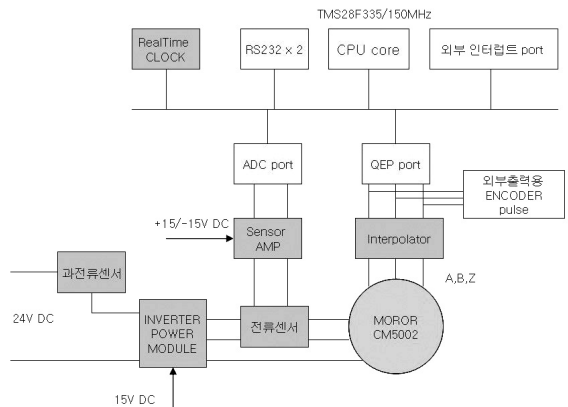 TMS28F335/150MHz
RealTime
CLOCK
RS232 × 2
CPU core
외부 인터럽트 port
ADC port
QEP port
외부출력용
ENCODER
pulse
+15/-15V DC
Sensor
AMP
Interpolator
A,B,Z
과전류센서
24V DC
INVERTER
POWER
MODULE
전류센서
MOROR
CM5002
15V DC